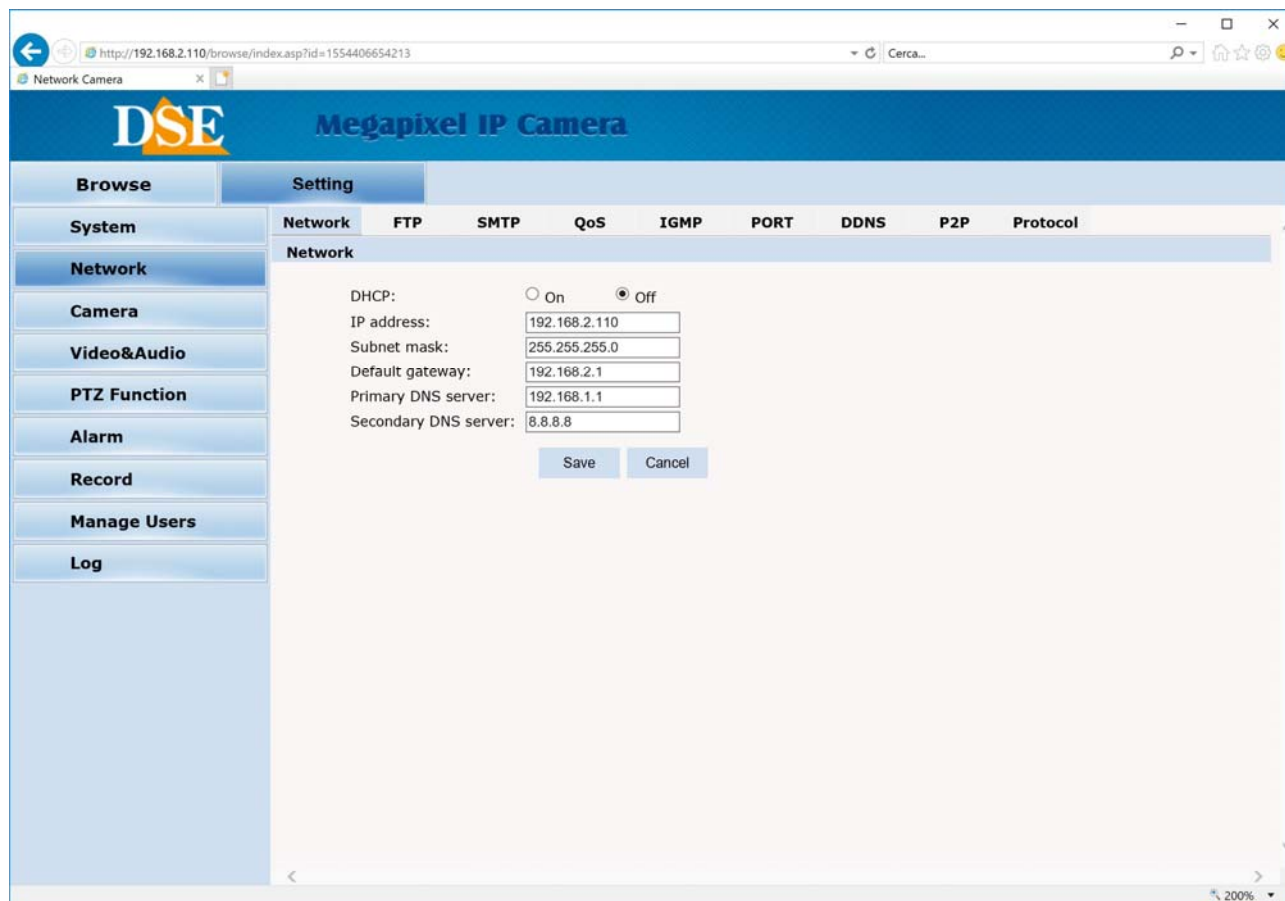 http://192.168.2.110/browse/index.asp?id=1554406654213
Cerca...
Network Camera
DSE
Megapixel IP Camera
Browse
Setting
System
Network
Camera
Video&Audio
PTZ Function
Alarm
Record
Manage Users
Log
Network FTP SMTP QoS IGMP PORT DDNS P2P Protocol
Network
DHCP: On Off
IP address: 192.168.2.110
Subnet mask: 255.255.255.0
Default gateway: 192.168.2.1
Primary DNS server: 192.168.1.1
Secondary DNS server: 8.8.8.8
Save Cancel
200%